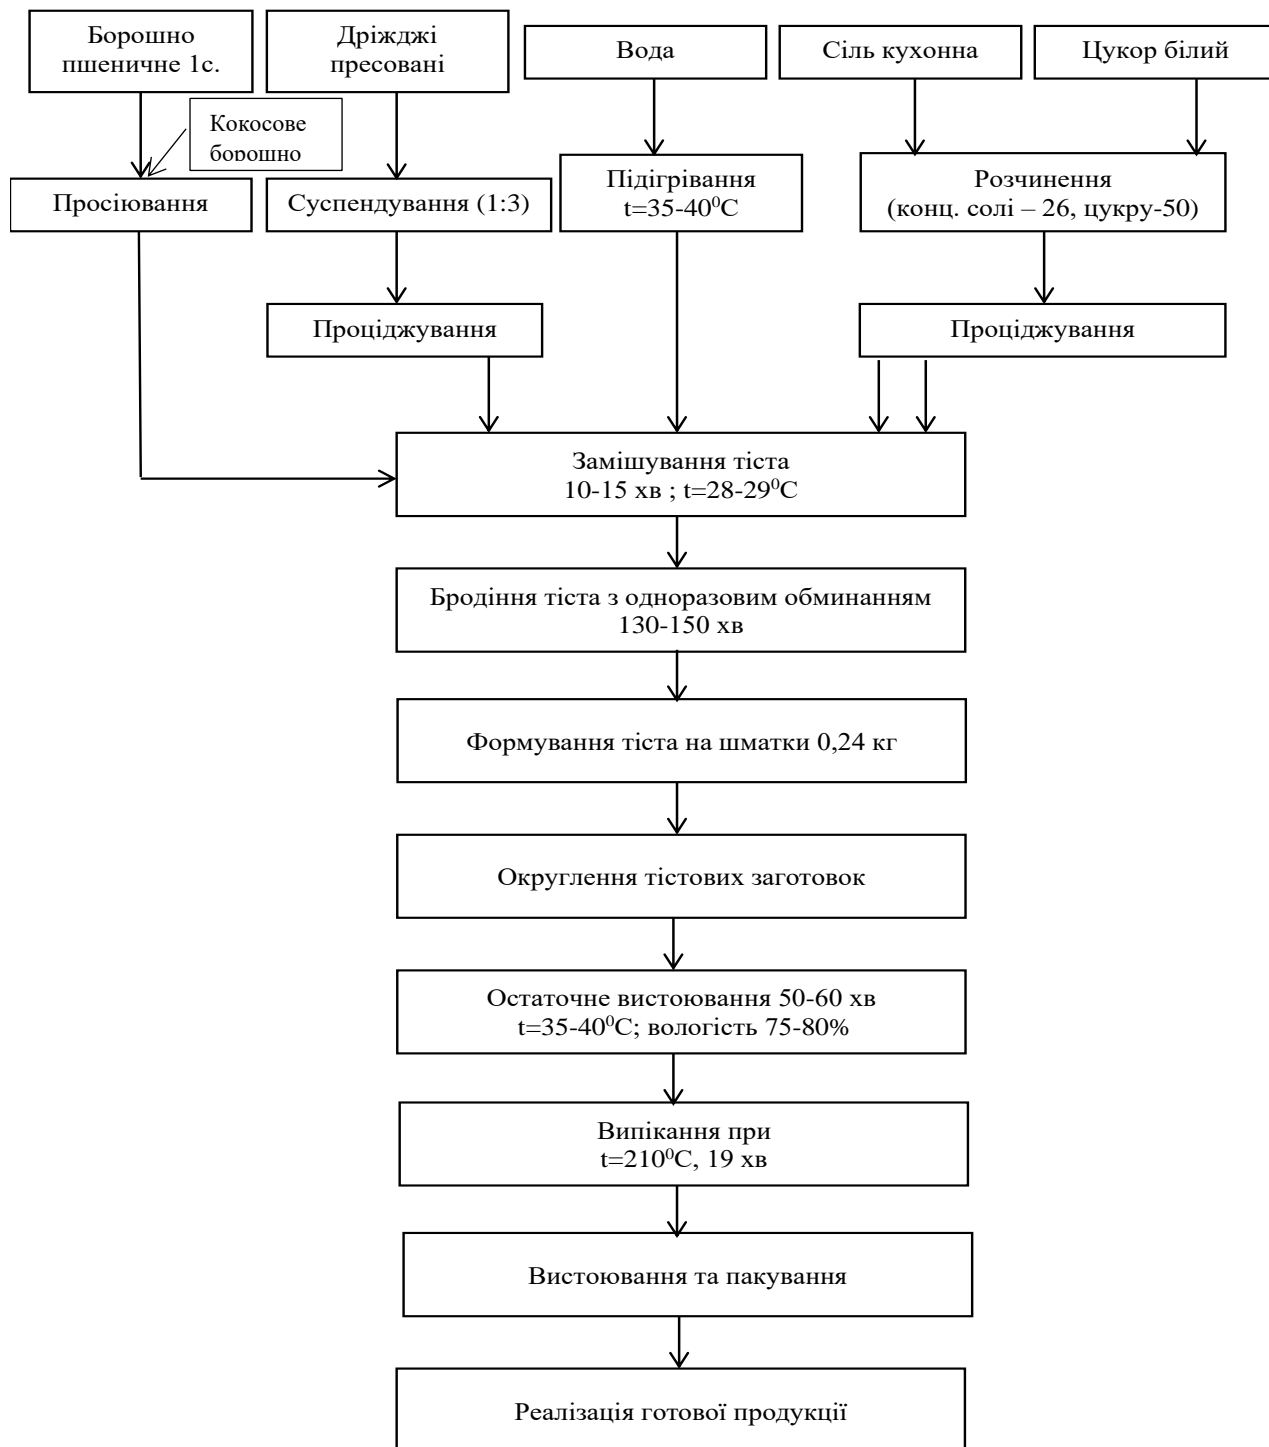 Борошно
пшеничне 1с.
Дріжджі
пресовані
Вода
Сіль кухонна
Цукор білий
Кокосове
борошно
Просіювання
Суспендування (1:3)
Підігрівання
t=35-40⁰С
Розчинення
(конц. солі – 26, цукру-50)
Проціджування
Проціджування
Замішування тіста
10-15 хв ; t=28-29⁰С
Бродіння тіста з одноразовим обминанням
130-150 хв
Формування тіста на шматки 0,24 кг
Округлення тістових заготовок
Остаточне вистоювання 50-60 хв
t=35-40⁰С; вологість 75-80%
Випікання при
t=210⁰С, 19 хв
Вистоювання та пакування
Реалізація готової продукції